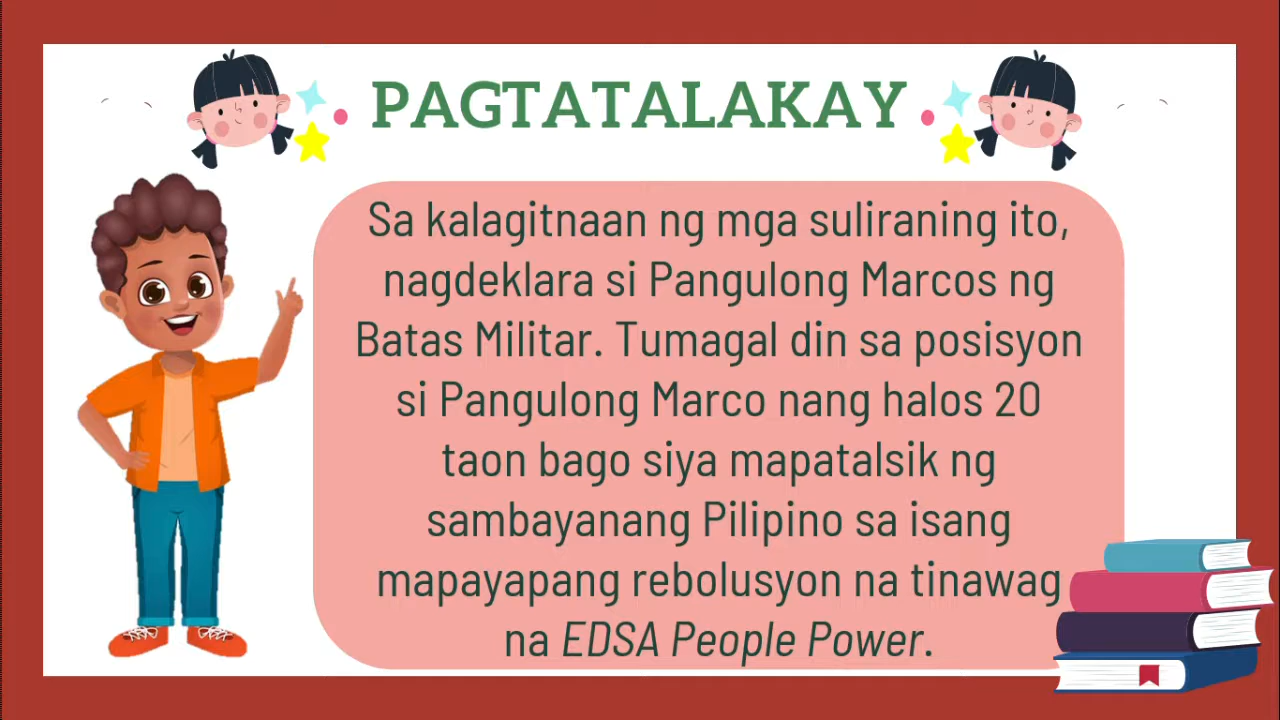 PAGTATALAKAY
Sa kalagitnaan ng mga suliraning ito,
nagdeklara si Pangulong Marcos ng
Batas Militar. Tumagal din sa posisyon
si Pangulong Marco nang halos 20
taon bago siya mapatalsik ng
sambayanang Pilipino sa isang
mapayapang rebolusyon na tinawag
na EDSA People Power.